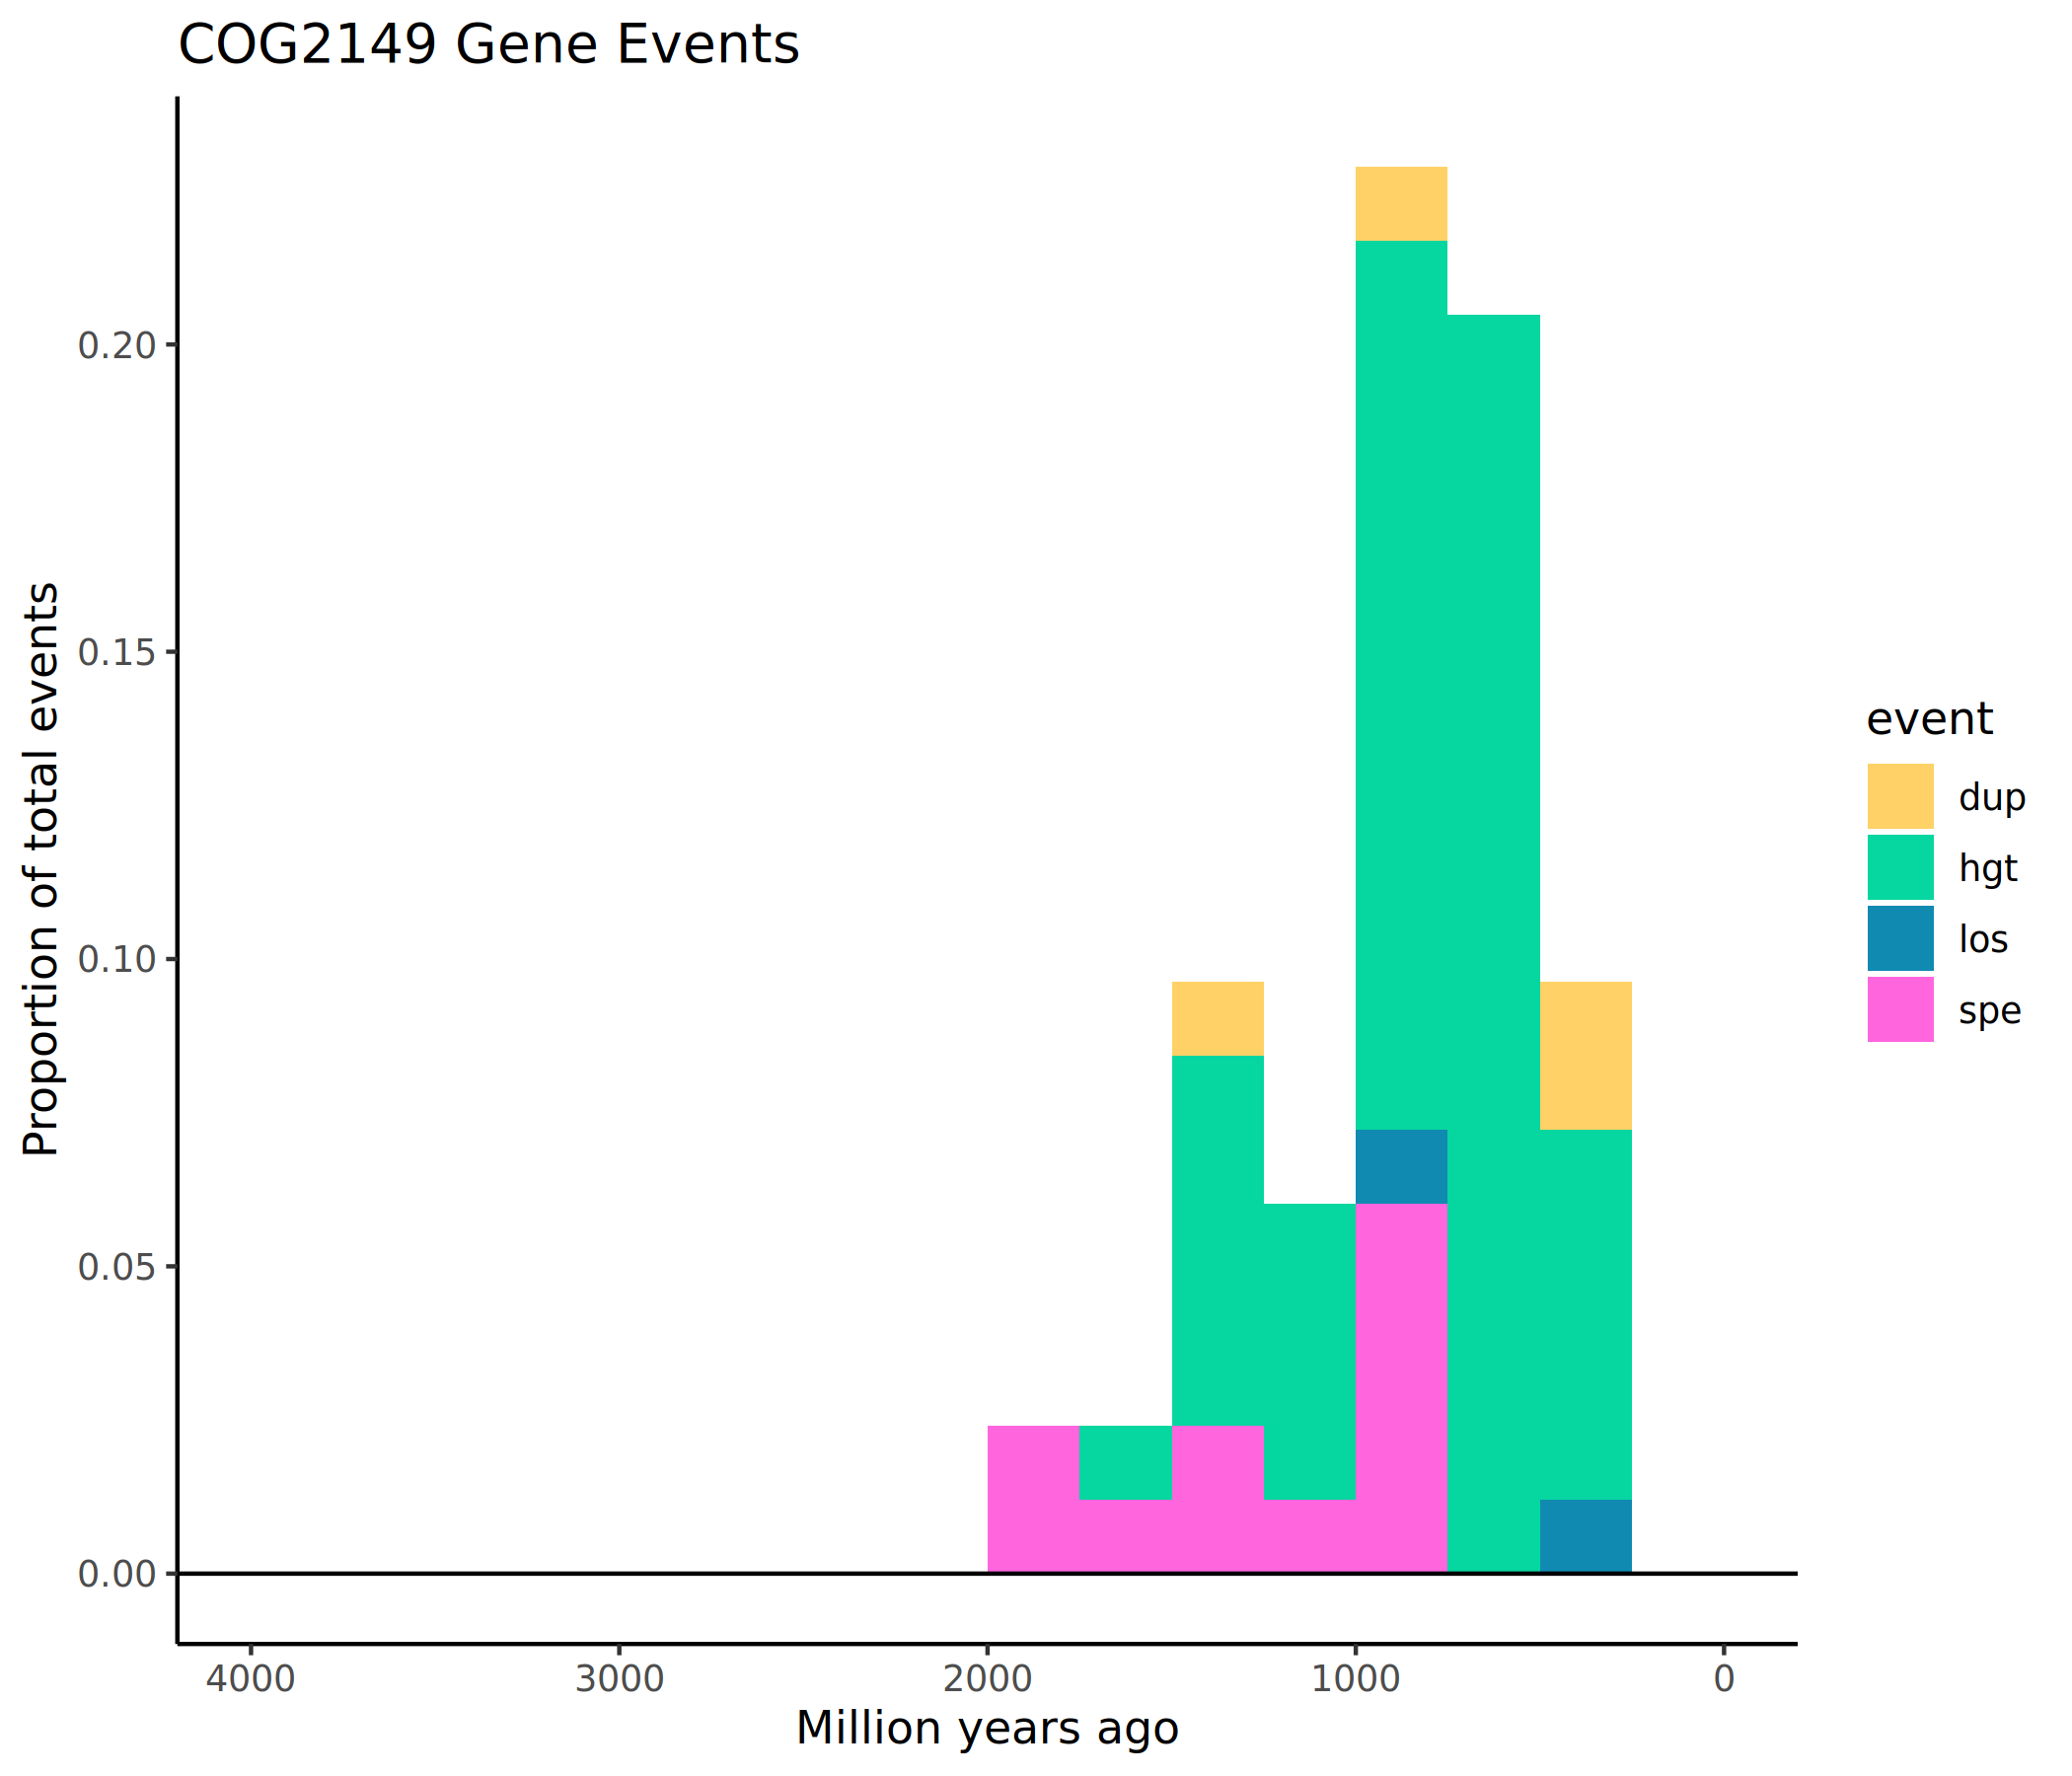 COG2149 Gene Events
Proportion of total events
0.20
0.15
0.10
0.05
0.00
4000 3000 2000 1000 0
Million years ago
event
dup
hgt
los
spe